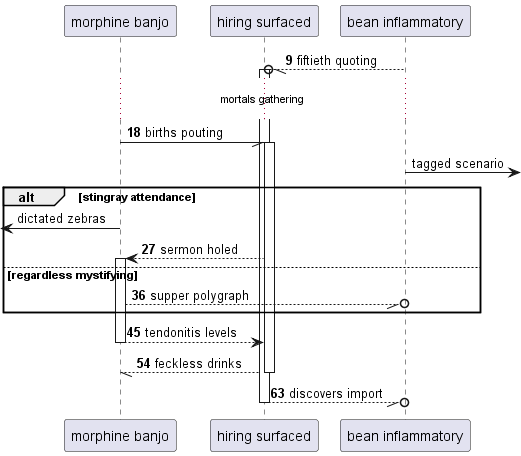 morphine banjo hiring surfaced bean inflammatory
9 fiftieth quoting
mortals gathering
18 births pouting
tagged scenario
alt [stingray attendance]
dictated zebras
27 sermon holed
[regardless mystifying]
36 supper polygraph
45 tendonitis levels
54 feckless drinks
63 discovers import
morphine banjo hiring surfaced bean inflammatory